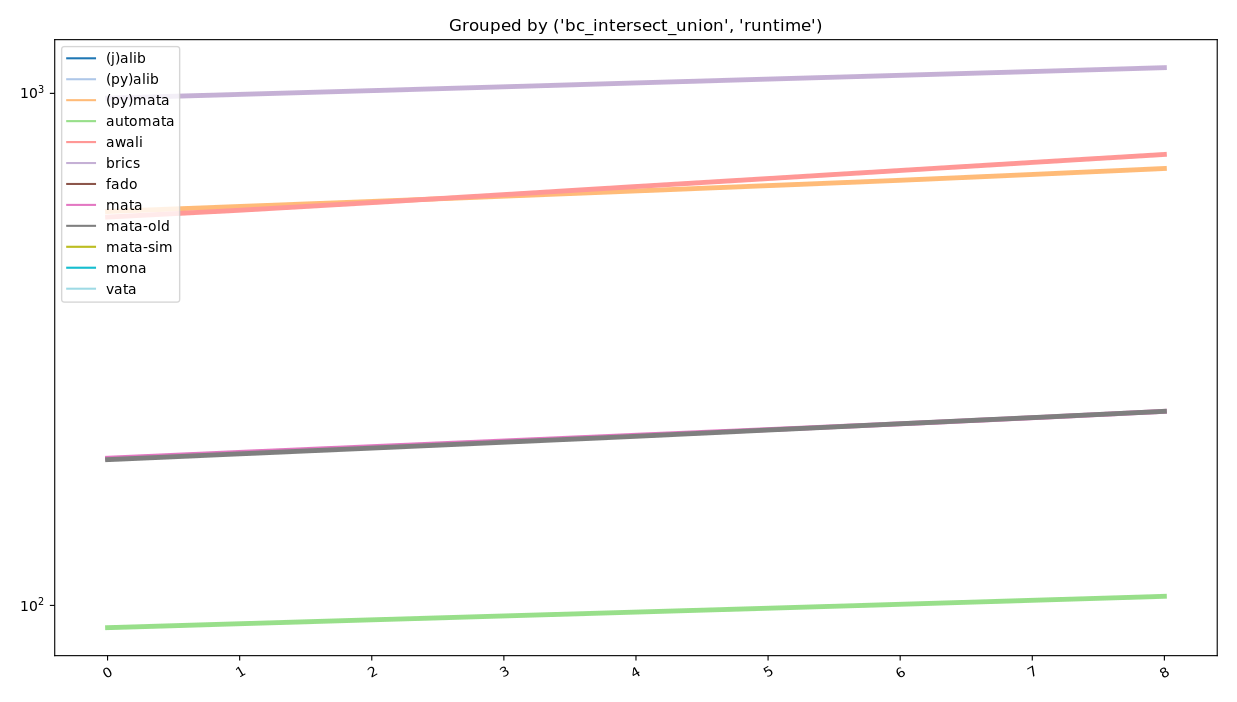 Grouped by ('bc_intersect_union', 'runtime')
10³
(j)alib
(py)alib
(py)mata
automata
awali
brics
fado
mata
mata-old
mata-sim
mona
vata
10²
0 1 2 3 4 5 6 7 8